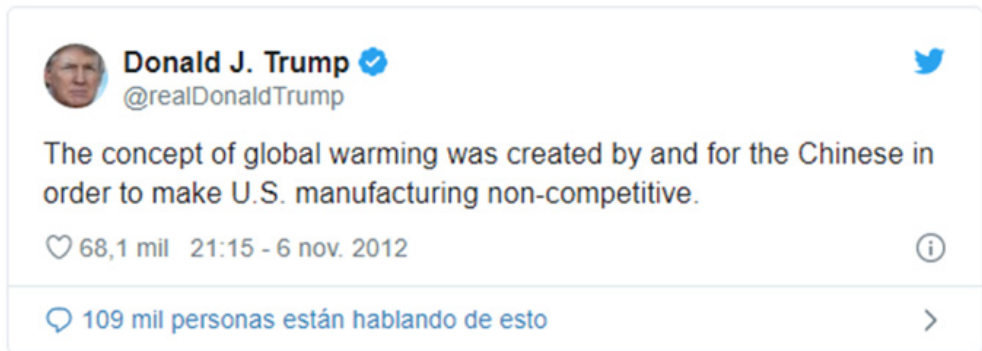 Donald J. Trump
@realDonaldTrump
The concept of global warming was created by and for the Chinese in
order to make U.S. manufacturing non-competitive.
68,1 mil 21:15 - 6 nov. 2012
109 mil personas están hablando de esto